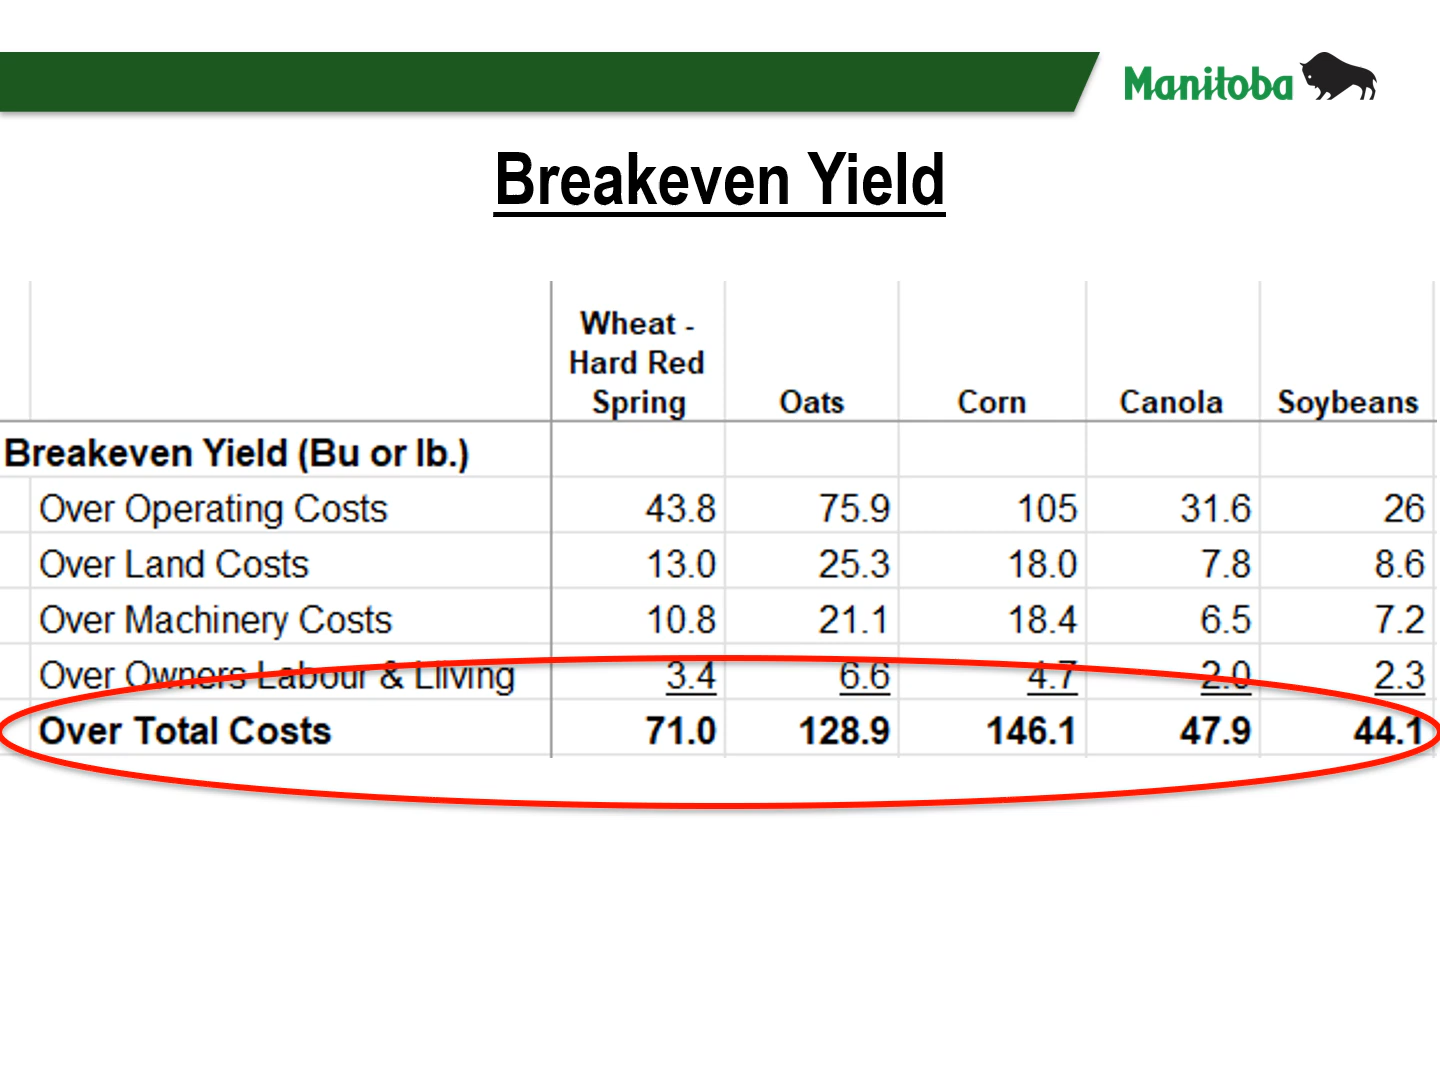 Manitoba
Breakeven Yield
Wheat -
Hard Red
Spring Oats Corn Canola Soybeans
Breakeven Yield (Bu or lb.)
Over Operating Costs 43.8 75.9 105 31.6 26
Over Land Costs 13.0 25.3 18.0 7.8 8.6
Over Machinery Costs 10.8 21.1 18.4 6.5 7.2
Over Owners Labour & LIiving 3.4 6.6 4.7 2.0 2.3
Over Total Costs 71.0 128.9 146.1 47.9 44.1